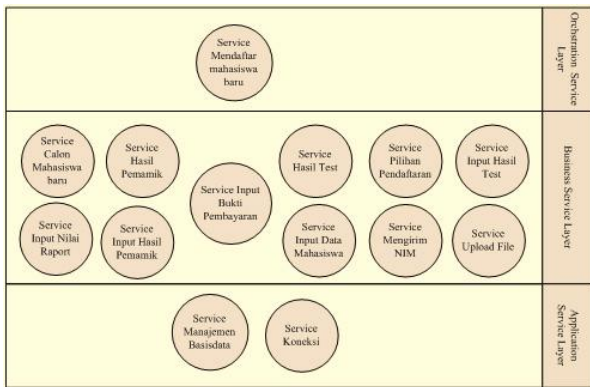 Service
Mendaftar
mahasiswa
baru
Orchstration Service
Layer
Service
Calon
Mahasiswa
baru
Service
Hasil
Pemamik
Service Input
Bukti
Pembayaran
Service
Hasil Test
Service
Pilihan
Pendaftaran
Service
Input Hasil
Test
Service
Input Nilai
Raport
Service
Input Hasil
Pemamik
Service
Input Data
Mahasiswa
Service
Mengirim
NIM
Service
Upload File
Business Service Layer
Service
Manajemen
Basisdata
Service
Koneksi
Application
Service Layer